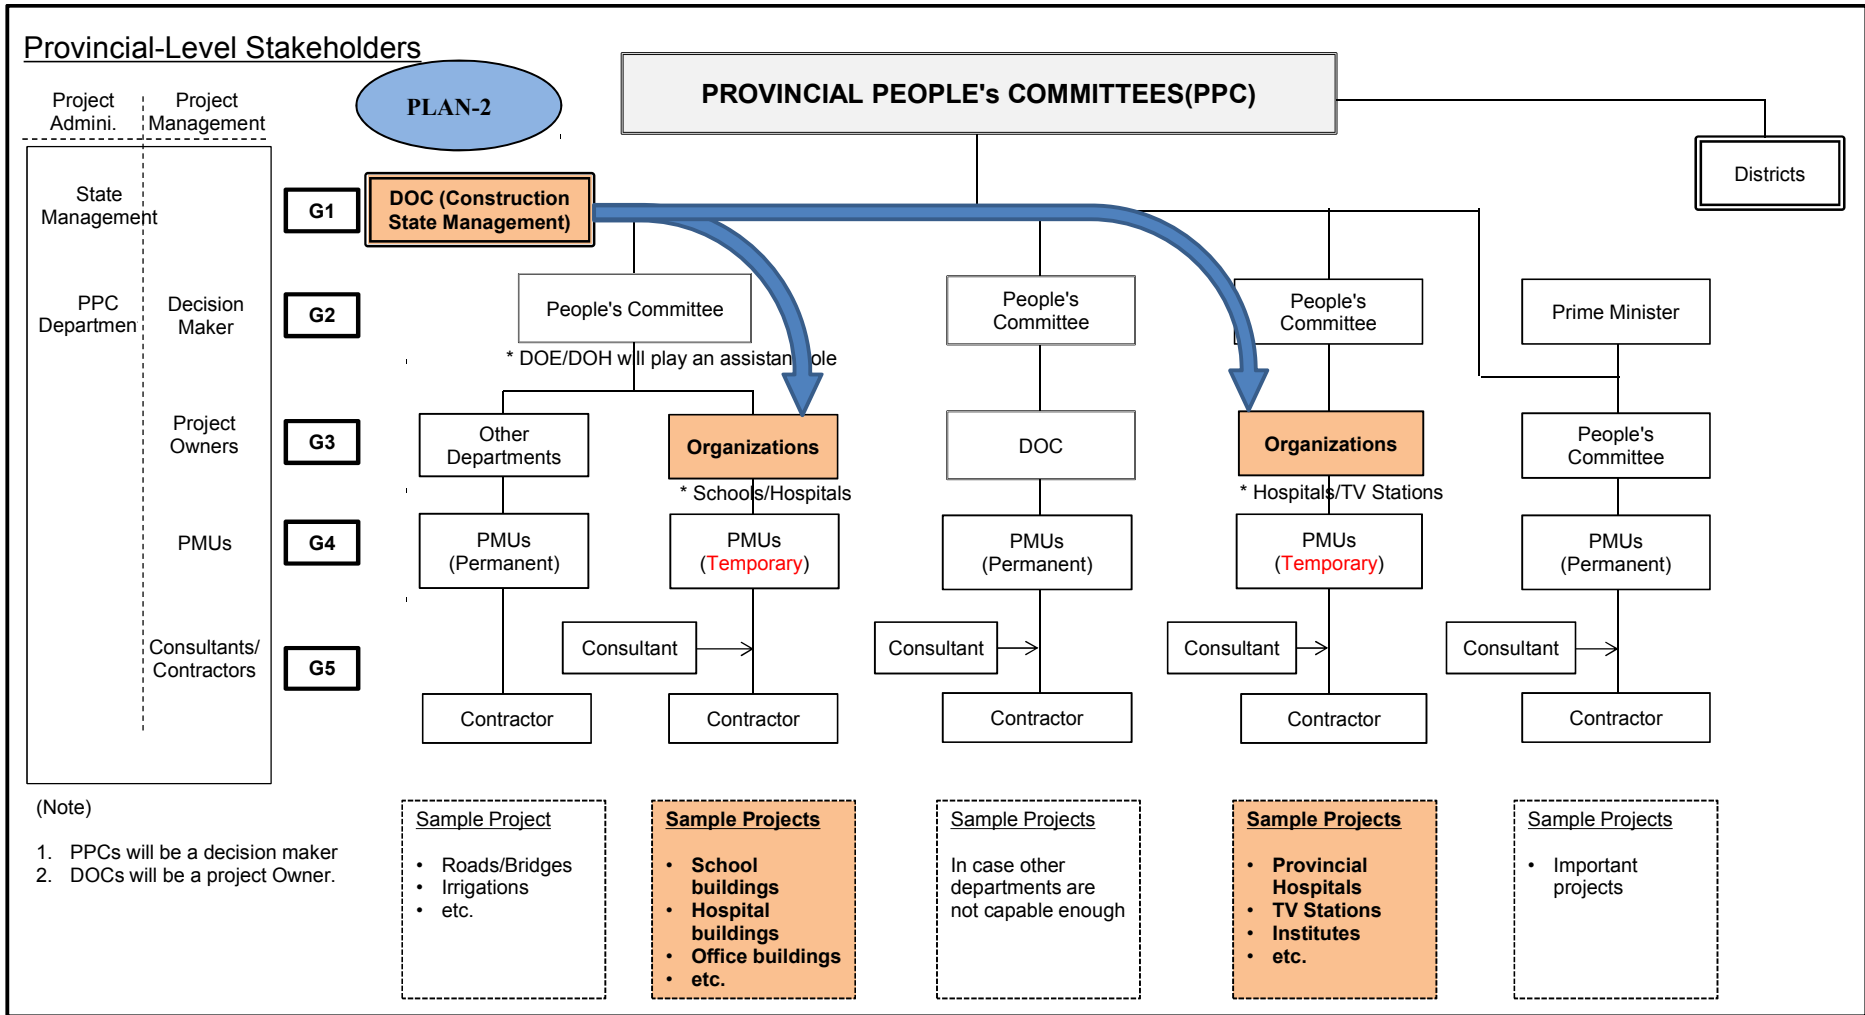 Provincial-Level Stakeholders
PLAN-2
PROVINCIAL PEOPLE's COMMITTEES(PPC)
Districts
Project
Admini.
Project
Management
State
Management
G1
DOC (Construction
State Management)
PPC
Departmen
Decision
Maker
G2
People's Committee
People's
Committee
People's
Committee
Prime Minister
* DOE/DOH will play an assistan ole
Project
Owners
G3
Other
Departments
Organizations
DOC
Organizations
People's
Committee
* Schools/Hospitals
* Hospitals/TV Stations
PMUs
G4
PMUs
(Permanent)
PMUs
(Temporary)
PMUs
(Permanent)
PMUs
(Temporary)
PMUs
(Permanent)
Consultants/
Contractors
G5
Consultant
Consultant
Consultant
Consultant
Contractor
Contractor
Contractor
Contractor
Contractor
(Note)
1. PPCs will be a decision maker
2. DOCs will be a project Owner.
Sample Project
• Roads/Bridges
• Irrigations
• etc.
Sample Projects
• School
buildings
• Hospital
buildings
• Office buildings
• etc.
Sample Projects
In case other
departments are
not capable enough
Sample Projects
• Provincial
Hospitals
• TV Stations
• Institutes
• etc.
Sample Projects
• Important
projects